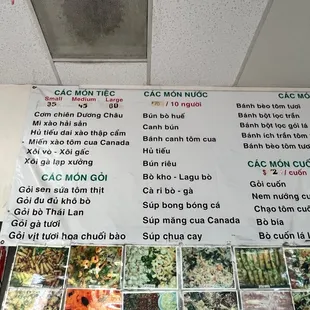 CÁC MÓN TIỆC
Small Medium Large
35 45 60
Cơm chiên Dương Châu
Mì xào hải sản
Hủ tiếu dai xào thập cẩm
Miến xào tôm cua Canada
Xôi vò - Xôi gấc
Xôi gà lạp xưởng
CÁC MÓN GỎI
Gỏi sen sứa tôm thịt
Gỏi đu đủ khô bò
Gỏi bò Thái Lan
Gỏi gà tươi
Gỏi vịt tươi hoa chuối bào
CÁC MÓN NƯỚC
/ 10 người
Bún bò huế
Canh bún
Bánh canh tôm cua
Hủ tiếu
Bún riêu
Bò kho - Lagu bò
Cà ri bò - gà
Súp bong bóng cá
Súp măng cua Canada
Súp chua cay
CÁC MÓ
Bánh bèo tôm tươi
Bánh bột lọc trần
Bánh bột lọc gói lá
Bánh ích trần tôm
Bánh bèo tôm tươi
CÁC MÓN CUỐ
$ 2 / cuốn
Gỏi cuốn
Nem nướng cu
Chạo tôm cu
Bò bía
Bò cuốn lá l